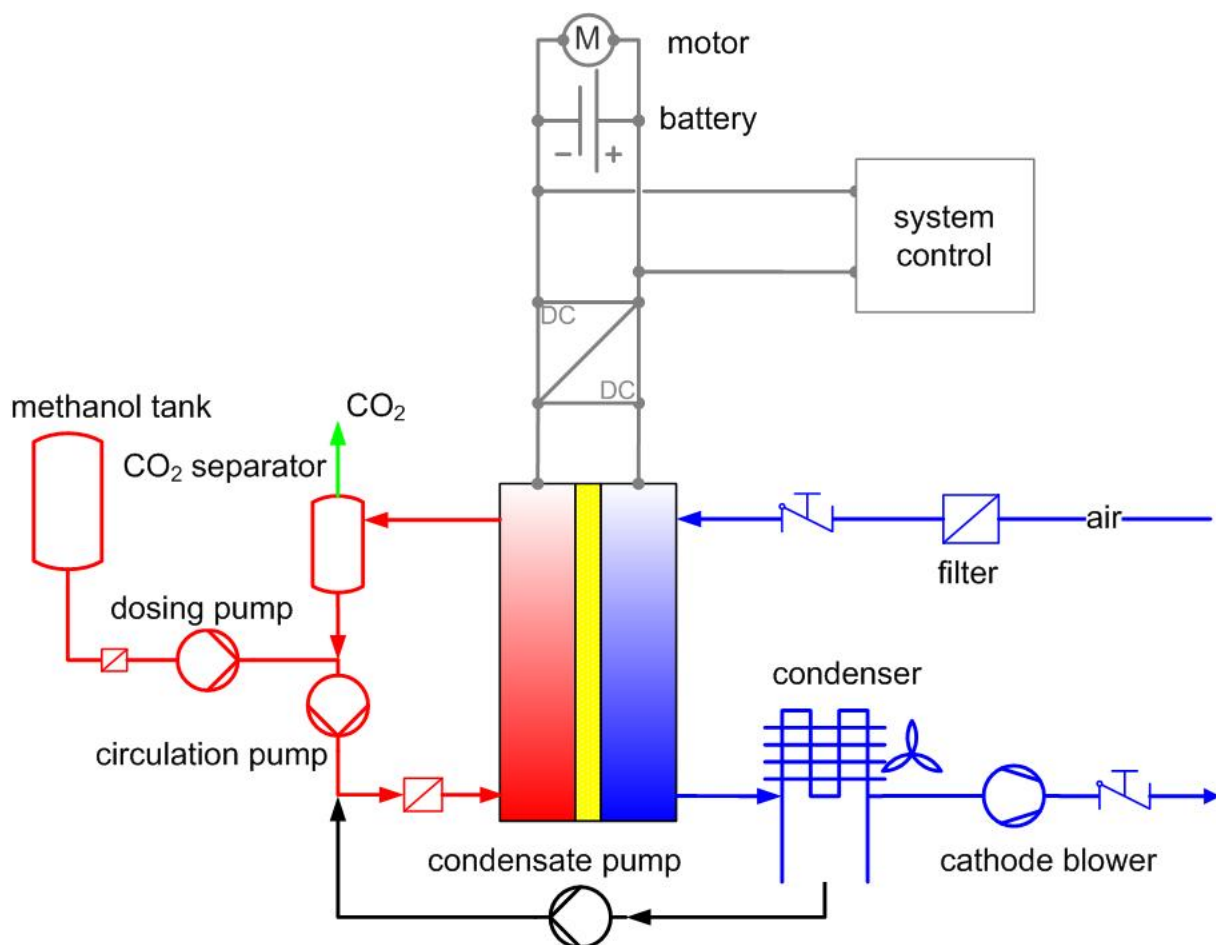 M
motor
battery
− +
system
control
DC
DC
methanol tank
CO₂
CO₂ separator
air
filter
dosing pump
condenser
circulation pump
condensate pump
cathode blower